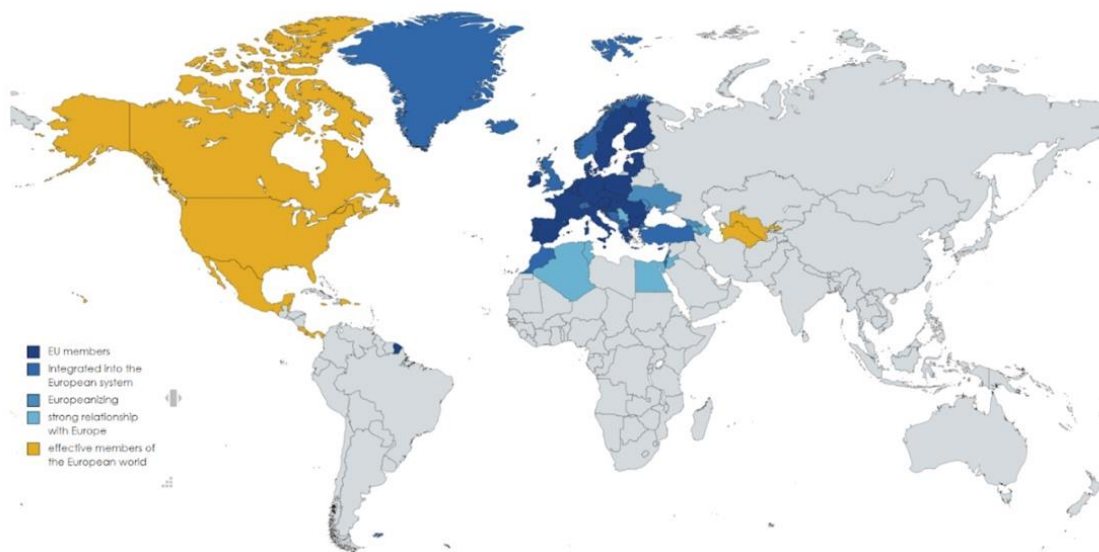 EU members
Integrated into the
European system
Europeanizing
strong relationship
with Europe
effective members of
the European world